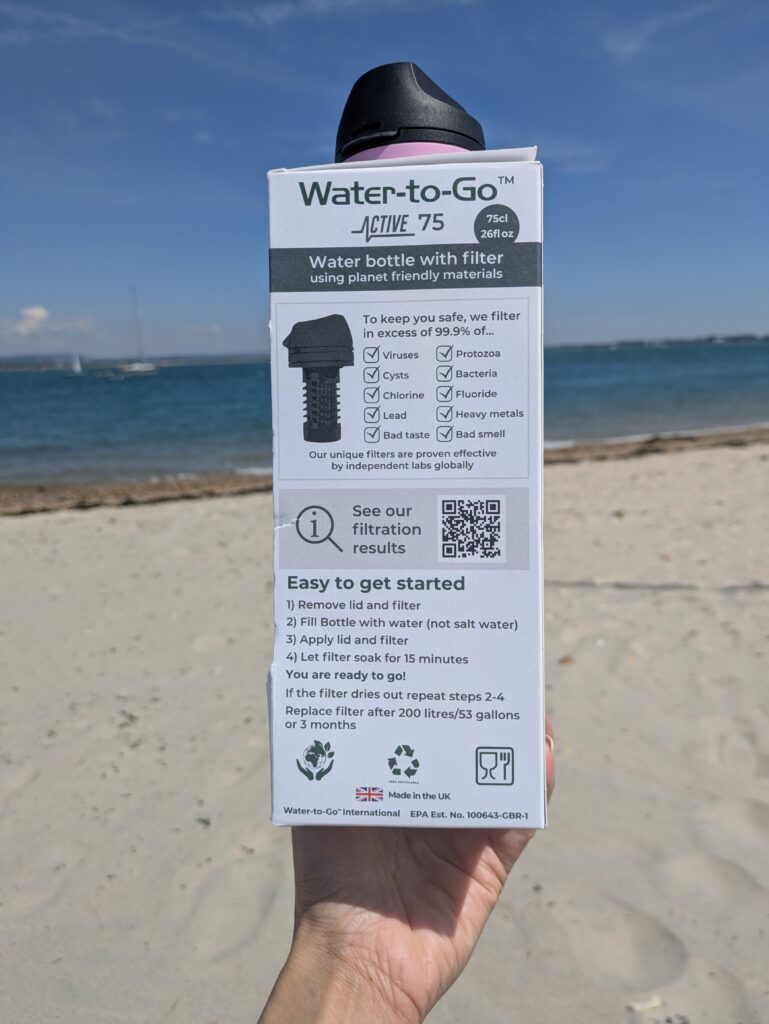 Water-to-Go™
ACTIVE 75
75cl
26fl oz
Water bottle with filter
using planet friendly materials
To keep you safe, we filter
in excess of 99.9% of...
Viruses
Protozoa
Cysts
Bacteria
Chlorine
Fluoride
Lead
Heavy metals
Bad taste
Bad smell
Our unique filters are proven effective
by independent labs globally
See our
filtration
results
Easy to get started
1) Remove lid and filter
2) Fill Bottle with water (not salt water)
3) Apply lid and filter
4) Let filter soak for 15 minutes
You are ready to go!
If the filter dries out repeat steps 2-4
Replace filter after 200 litres/53 gallons
or 3 months
Made in the UK
Water-to-Go™ International EPA Est. No. 100643-GBR-1